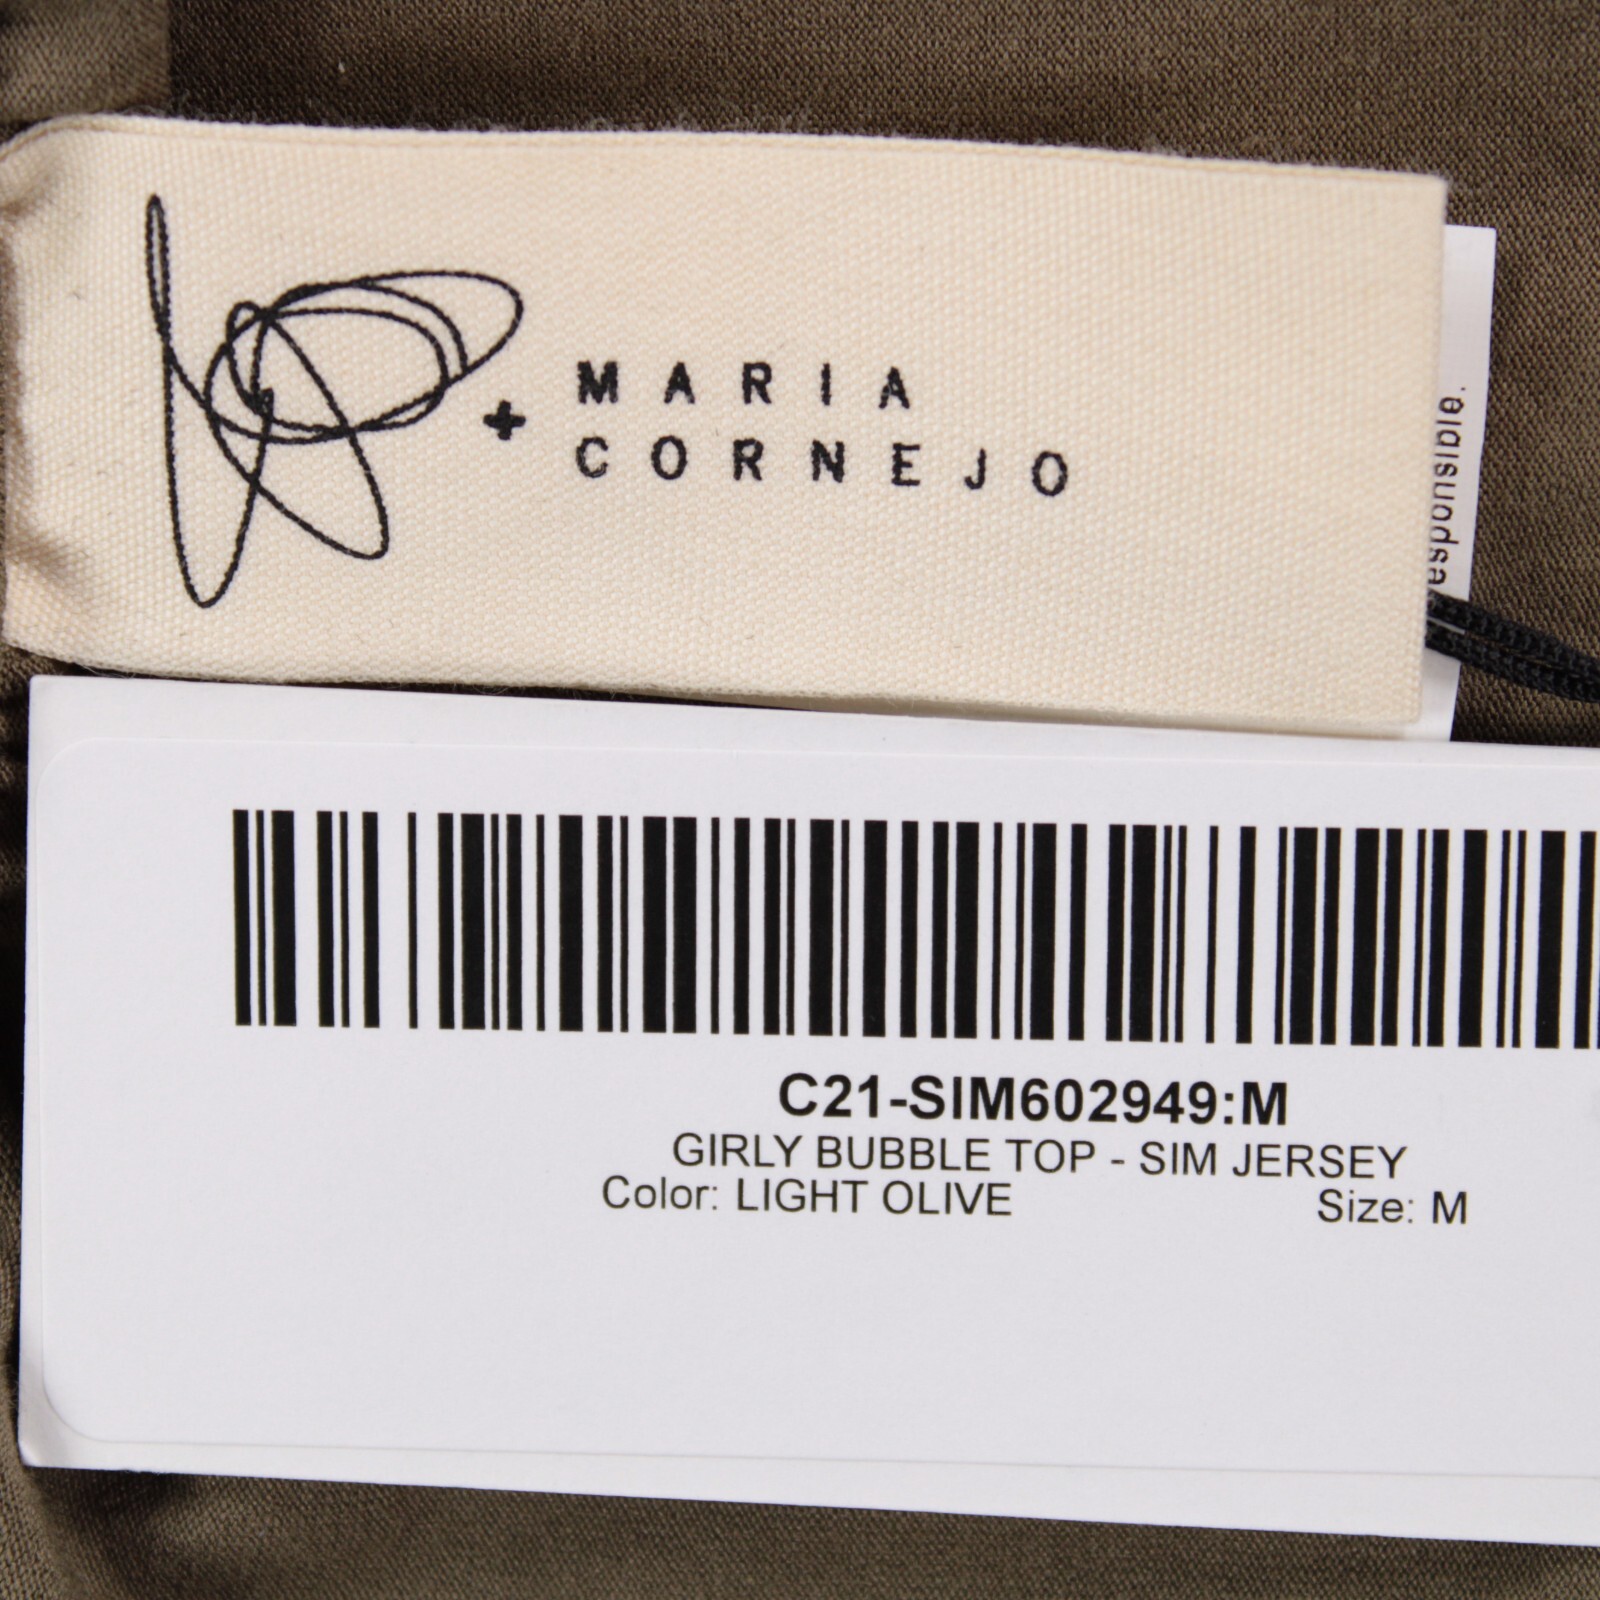 + MARIA
CORNEJO
esponsible.
C21-SIM602949:M
GIRLY BUBBLE TOP - SIM JERSEY
Color: LIGHT OLIVE Size: M